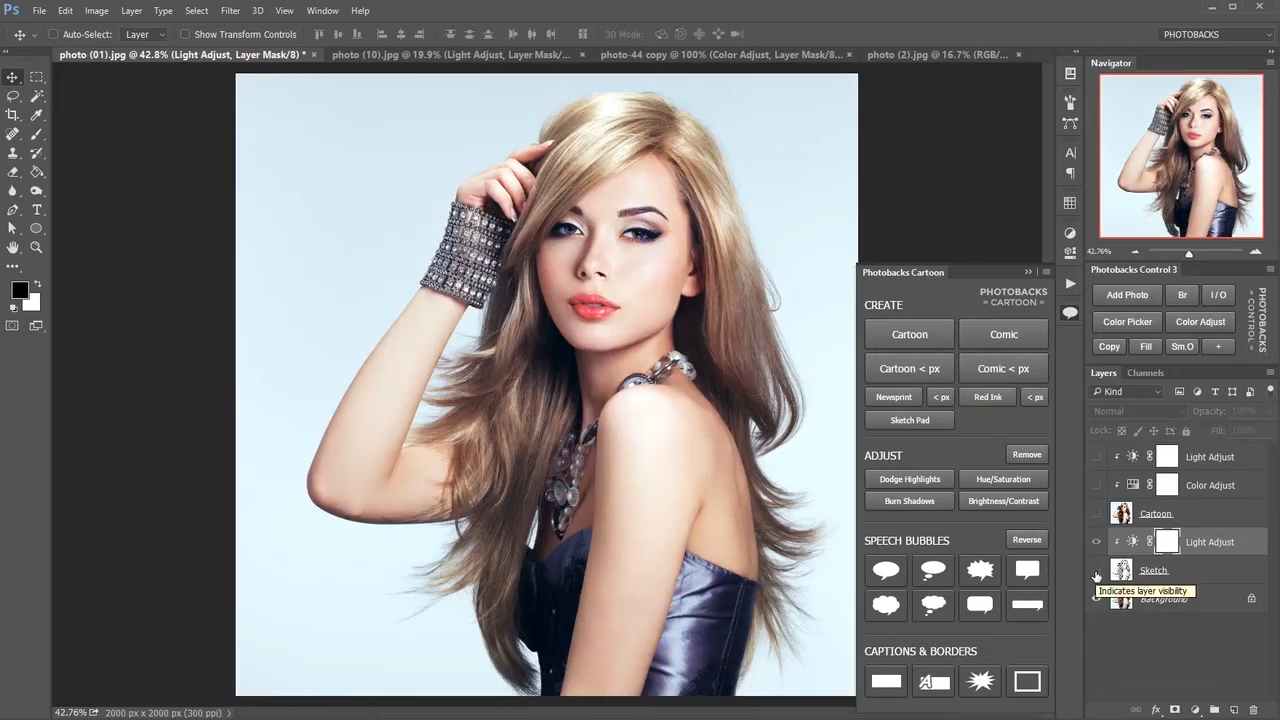 Ps File Edit Image Layer Type Select Filter 3D View Window Help
Auto-Select: Layer Show Transform Controls 3D Mode: PHOTOBACKS
photo (01).jpg @ 42.8% (Light Adjust, Layer Mask/8) * × photo (10).jpg @ 19.9% (Light Adjust, Layer Mask/... × photo-44 copy @ 100% (Color Adjust, Layer Mask/8... × photo (2).jpg @ 16.7% (RGB/... ×
Navigator
42.76%
Photobacks Control 3
Add Photo Br I / O
Color Picker Color Adjust
Copy Fill Sm.O +
PHOTOBACKS
CONTROL
Photobacks Cartoon
CREATE
PHOTOBACKS
CARTOON
Cartoon Comic
Cartoon < px Comic < px
Newsprint < px Red Ink < px
Sketch Pad
ADJUST Remove
Dodge Highlights Hue/Saturation
Burn Shadows Brightness/Contrast
SPEECH BUBBLES Reverse
CAPTIONS & BORDERS
A
Layers Channels
Kind T
Normal Opacity: 100%
Lock: Fill: 100%
Light Adjust
Color Adjust
Cartoon
Light Adjust
Sketch
Indicates layer visibility
Background
fx
42.76% 2000 px x 2000 px (300 ppi)